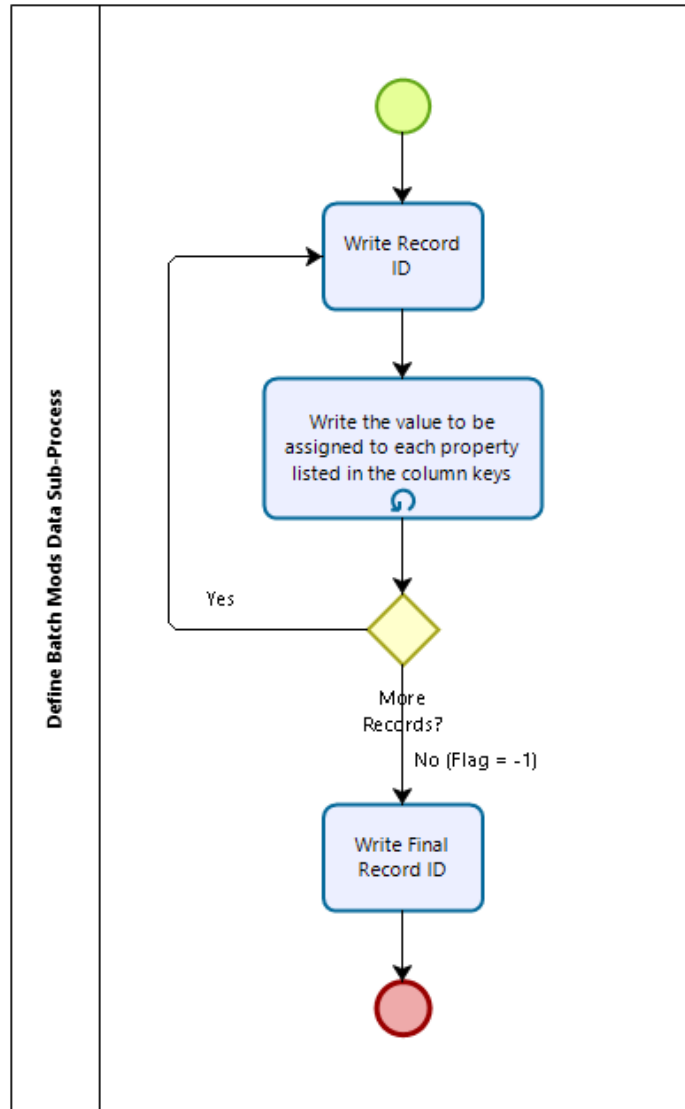 Define Batch Mods Data Sub-Process
Write Record
ID
Write the value to be
assigned to each property
listed in the column keys
Yes
More
Records?
No (Flag = -1)
Write Final
Record ID